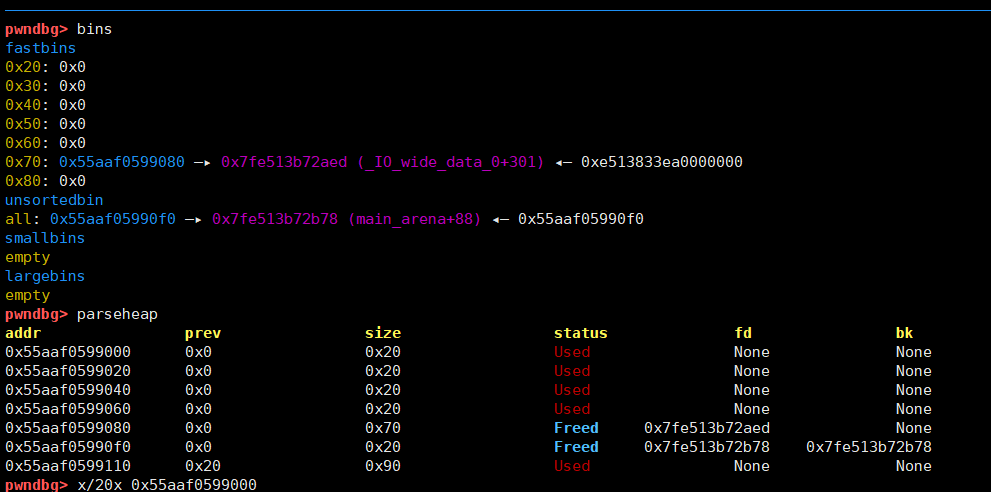 pwndbg> bins
fastbins
0x20: 0x0
0x30: 0x0
0x40: 0x0
0x50: 0x0
0x60: 0x0
0x70: 0x55aaf0599080 —▸ 0x7fe513b72aed (_IO_wide_data_0+301) ◂— 0xe513833ea0000000
0x80: 0x0
unsortedbin
all: 0x55aaf05990f0 —▸ 0x7fe513b72b78 (main_arena+88) ◂— 0x55aaf05990f0
smallbins
empty
largebins
empty
pwndbg> parseheap
addr prev size status fd bk
0x55aaf0599000 0x0 0x20 Used None None
0x55aaf0599020 0x0 0x20 Used None None
0x55aaf0599040 0x0 0x20 Used None None
0x55aaf0599060 0x0 0x20 Used None None
0x55aaf0599080 0x0 0x70 Freed 0x7fe513b72aed None
0x55aaf05990f0 0x0 0x20 Freed 0x7fe513b72b78 0x7fe513b72b78
0x55aaf0599110 0x20 0x90 Used None None
pwndbg> x/20x 0x55aaf0599000